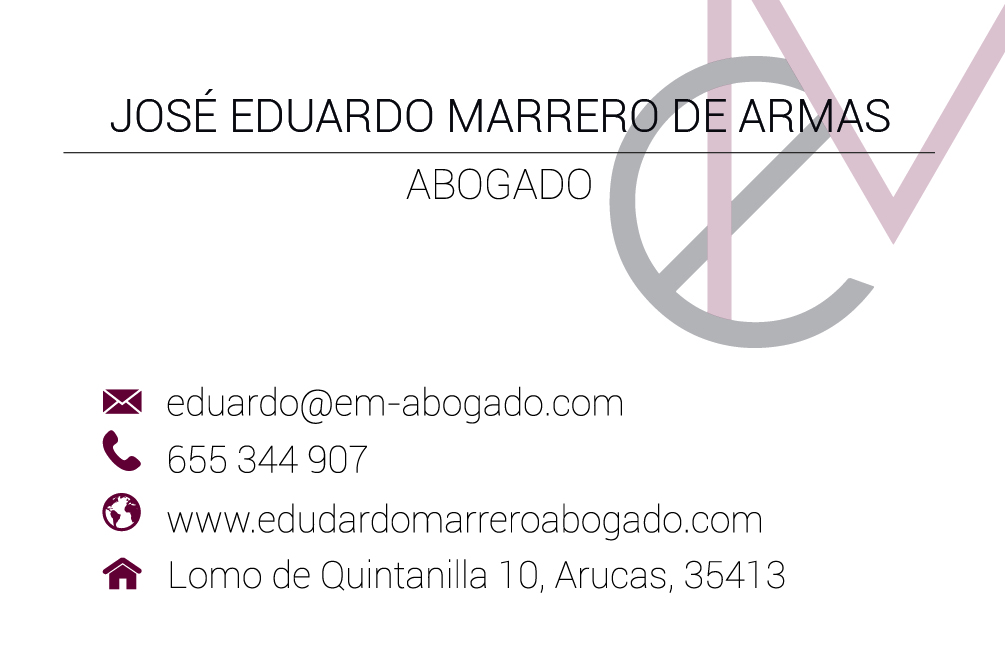 JOSÉ EDUARDO MARRERO DE ARMAS
ABOGADO
eduardo@em-abogado.com
655 344 907
www.edudardomarreroabogado.com
Lomo de Quintanilla 10, Arucas, 35413